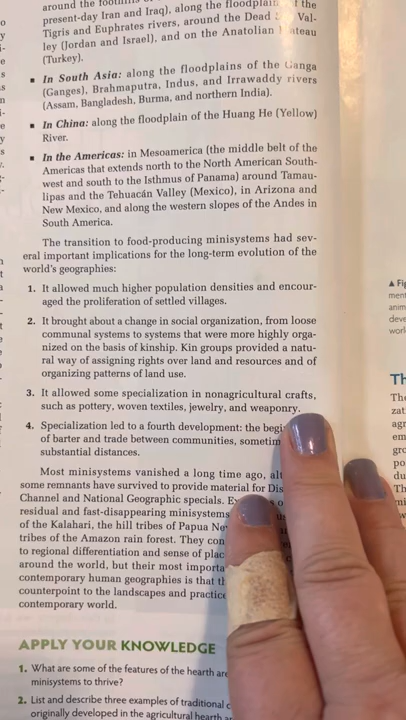 around the foothills of the
present-day Iran and Iraq), along the floodplains of the
Tigris and Euphrates rivers, around the Dead Val-
ley (Jordan and Israel), and on the Anatolian Plateau
(Turkey).
▪ In South Asia: along the floodplains of the Ganga
(Ganges), Brahmaputra, Indus, and Irrawaddy rivers
(Assam, Bangladesh, Burma, and northern India).
▪ In China: along the floodplain of the Huang He (Yellow)
River.
▪ In the Americas: in Mesoamerica (the middle belt of the
Americas that extends north to the North American South-
west and south to the Isthmus of Panama) around Tamau-
lipas and the Tehuacán Valley (Mexico), in Arizona and
New Mexico, and along the western slopes of the Andes in
South America.
The transition to food-producing minisystems had sev-
eral important implications for the long-term evolution of the
world's geographies:
1. It allowed much higher population densities and encour-
aged the proliferation of settled villages.
2. It brought about a change in social organization, from loose
communal systems to systems that were more highly orga-
nized on the basis of kinship. Kin groups provided a natu-
ral way of assigning rights over land and resources and of
organizing patterns of land use.
3. It allowed some specialization in nonagricultural crafts,
such as pottery, woven textiles, jewelry, and weaponry.
4. Specialization led to a fourth development: the
of barter and trade between communities,
substantial distances.
Most minisystems vanished a long time ago,
some remnants have survived to provide material for
Channel and National Geographic specials.
residual and fast-disappearing minisystems
of the Kalahari, the hill tribes of Papua
tribes of the Amazon rain forest. They
to regional differentiation and sense of
around the world, but their most
contemporary human geographies is that
counterpoint to the landscapes and
contemporary world.
APPLY YOUR KNOWLEDGE
1. What are some of the features of the hearth
minisystems to thrive?
2. List and describe three examples of traditional
originally developed in the agricultural hearth